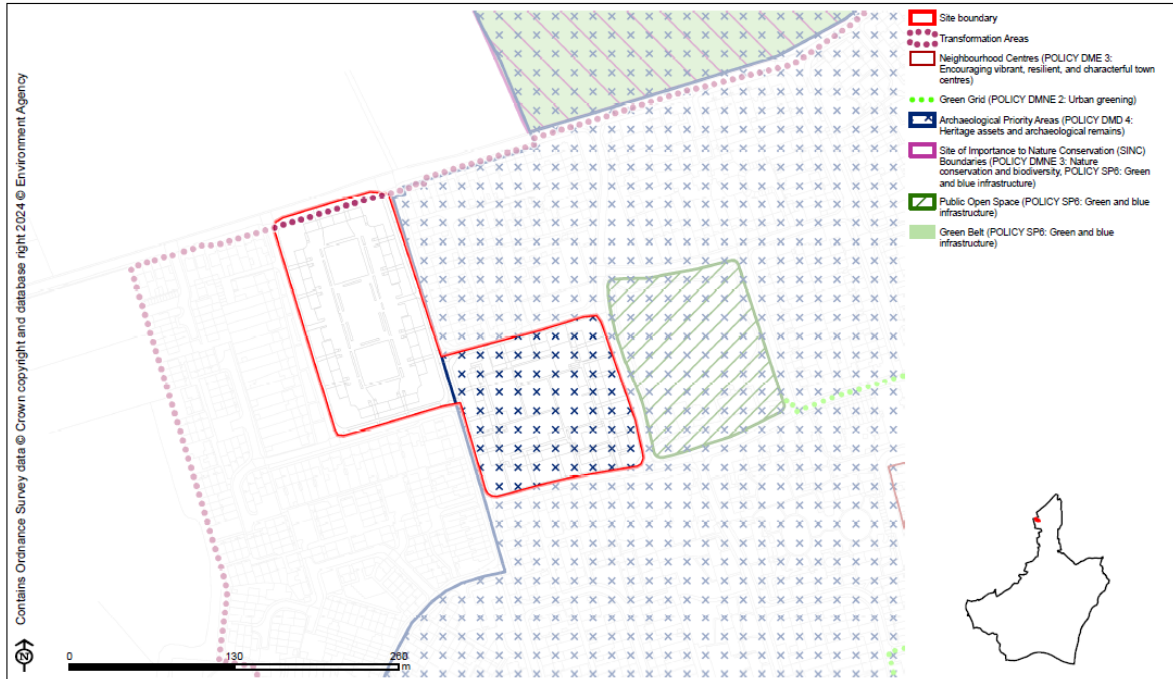 Contains Ordnance Survey data © Crown copyright and database right 2024 © Environment Agency
Site boundary
Transformation Areas
Neighbourhood Centres (POLICY DME 3:
Encouraging vibrant, resilient, and characterful town
centres)
Green Grid (POLICY DMNE 2: Urban greening)
Archaeological Priority Areas (POLICY DMD 4:
Heritage assets and archaeological remains)
Site of Importance to Nature Conservation (SINC)
Boundaries (POLICY DMNE 3: Nature
conservation and biodiversity, POLICY SP6: Green
and blue infrastructure)
Public Open Space (POLICY SP6: Green and blue
infrastructure)
Green Belt (POLICY SP6: Green and blue
infrastructure)
N
0 130 260
m